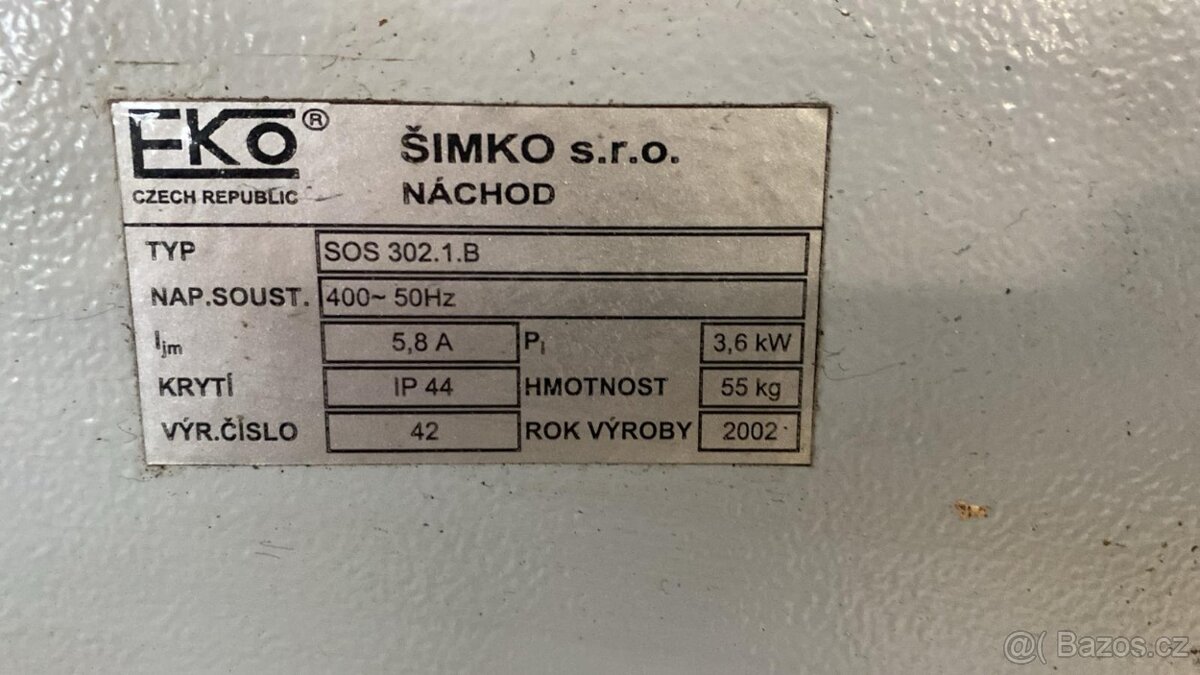 EKO®
CZECH REPUBLIC
ŠIMKO s.r.o.
NÁCHOD
TYP SOS 302.1.B
NAP.SOUST. 400~ 50Hz
Ijm 5,8 A Pi 3,6 kW
KRYTÍ IP 44 HMOTNOST 55 kg
VÝR.ČÍSLO 42 ROK VÝROBY 2002
@( Bazos.cz